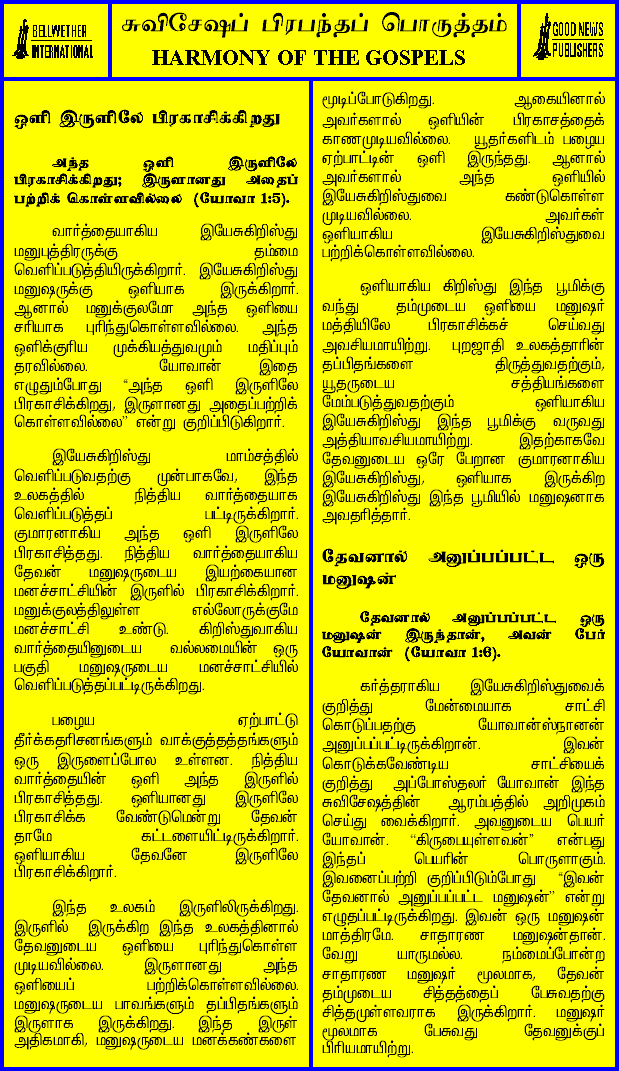 BELLWETHER
INTERNATIONAL
சுவிசேஷப் பிரபந்தப் பொருத்தம்
HARMONY OF THE GOSPELS
GOOD NEWS
PUBLISHERS
ஒளி இருளிலே பிரகாசிக்கிறது
அந்த ஒளி இருளிலே
பிரகாசிக்கிறது; இருளானது அதைப்
பற்றிக் கொள்ளவில்லை (யோவா 1:5).
வார்த்தையாகிய இயேசுகிறிஸ்து
மனுபுத்திரருக்கு தம்மை
வெளிப்படுத்தியிருக்கிறார். இயேசுகிறிஸ்து
மனுஷருக்கு ஒளியாக இருக்கிறார்.
ஆனால் மனுக்குலமோ அந்த ஒளியை
சரியாக புரிந்துகொள்ளவில்லை. அந்த
ஒளிக்குரிய முக்கியத்துவமும் மதிப்பும்
தரவில்லை. யோவான் இதை
எழுதும்போது “அந்த ஒளி இருளிலே
பிரகாசிக்கிறது, இருளானது அதைப்பற்றிக்
கொள்ளவில்லை” என்று குறிப்பிடுகிறார்.
இயேசுகிறிஸ்து மாம்சத்தில்
வெளிப்படுவதற்கு முன்பாகவே, இந்த
உலகத்தில் நித்திய வார்த்தையாக
வெளிப்படுத்தப் பட்டிருக்கிறார்.
குமாரனாகிய அந்த ஒளி இருளிலே
பிரகாசித்தது. நித்திய வார்த்தையாகிய
தேவன் மனுஷருடைய இயற்கையான
மனச்சாட்சியின் இருளில் பிரகாசிக்கிறார்.
மனுக்குலத்திலுள்ள எல்லோருக்குமே
மனச்சாட்சி உண்டு. கிறிஸ்துவாகிய
வார்த்தையினுடைய வல்லமையின் ஒரு
பகுதி மனுஷருடைய மனச்சாட்சியில்
வெளிப்படுத்தப்பட்டிருக்கிறது.
பழைய ஏற்பாட்டு
தீர்க்கதரிசனங்களும் வாக்குத்தத்தங்களும்
ஒரு இருளைப்போல உள்ளன. நித்திய
வார்த்தையின் ஒளி அந்த இருளில்
பிரகாசித்தது. ஒளியானது இருளிலே
பிரகாசிக்க வேண்டுமென்று தேவன்
தாமே கட்டளையிட்டிருக்கிறார்.
ஒளியாகிய தேவனே இருளிலே
பிரகாசிக்கிறார்.
இந்த உலகம் இருளிலிருக்கிறது.
இருளில் இருக்கிற இந்த உலகத்தினால்
தேவனுடைய ஒளியை புரிந்துகொள்ள
முடியவில்லை. இருளானது அந்த
ஒளியைப் பற்றிக்கொள்ளவில்லை.
மனுஷருடைய பாவங்களும் தப்பிதங்களும்
இருளாக இருக்கிறது. இந்த இருள்
அதிகமாகி, மனுஷருடைய மனக்கண்களை
மூடிப்போடுகிறது. ஆகையினால்
அவர்களால் ஒளியின் பிரகாசத்தைக்
காணமுடியவில்லை. யூதர்களிடம் பழைய
ஏற்பாட்டின் ஒளி இருந்தது. ஆனால்
அவர்களால் அந்த ஒளியில்
இயேசுகிறிஸ்துவை கண்டுகொள்ள
முடியவில்லை. அவர்கள்
ஒளியாகிய இயேசுகிறிஸ்துவை
பற்றிக்கொள்ளவில்லை.
ஒளியாகிய கிறிஸ்து இந்த பூமிக்கு
வந்து தம்முடைய ஒளியை மனுஷர்
மத்தியிலே பிரகாசிக்கச் செய்வது
அவசியமாயிற்று. புறஜாதி உலகத்தாரின்
தப்பிதங்களை திருத்துவதற்கும்,
யூதருடைய சத்தியங்களை
மேம்படுத்துவதற்கும் ஒளியாகிய
இயேசுகிறிஸ்து இந்த பூமிக்கு வருவது
அத்தியாவசியமாயிற்று. இதற்காகவே
தேவனுடைய ஒரே பேறான குமாரனாகிய
இயேசுகிறிஸ்து, ஒளியாக இருக்கிற
இயேசுகிறிஸ்து இந்த பூமியில் மனுஷனாக
அவதரித்தார்.
தேவனால் அனுப்பப்பட்ட ஒரு
மனுஷன்
தேவனால் அனுப்பப்பட்ட ஒரு
மனுஷன் இருந்தான், அவன் பேர்
யோவான் (யோவா 1:6).
கர்த்தராகிய இயேசுகிறிஸ்துவைக்
குறித்து மேன்மையாக சாட்சி
கொடுப்பதற்கு யோவான்ஸ்நானன்
அனுப்பப்பட்டிருக்கிறான். இவன்
கொடுக்கவேண்டிய சாட்சியைக்
குறித்து அப்போஸ்தலர் யோவான் இந்த
சுவிசேஷத்தின் ஆரம்பத்தில் அறிமுகம்
செய்து வைக்கிறார். அவனுடைய பெயர்
யோவான். “கிருபையுள்ளவன்” என்பது
இந்தப் பெயரின் பொருளாகும்.
இவனைப்பற்றி குறிப்பிடும்போது “இவன்
தேவனால் அனுப்பப்பட்ட மனுஷன்” என்று
எழுதப்பட்டிருக்கிறது. இவன் ஒரு மனுஷன்
மாத்திரமே. சாதாரண மனுஷன்தான்.
வேறு யாருமல்ல. நம்மைப்போன்ற
சாதாரண மனுஷர் மூலமாக, தேவன்
தம்முடைய சித்தத்தைப் பேசுவதற்கு
சித்தமுள்ளவராக இருக்கிறார். மனுஷர்
மூலமாக பேசுவது தேவனுக்குப்
பிரியமாயிற்று.